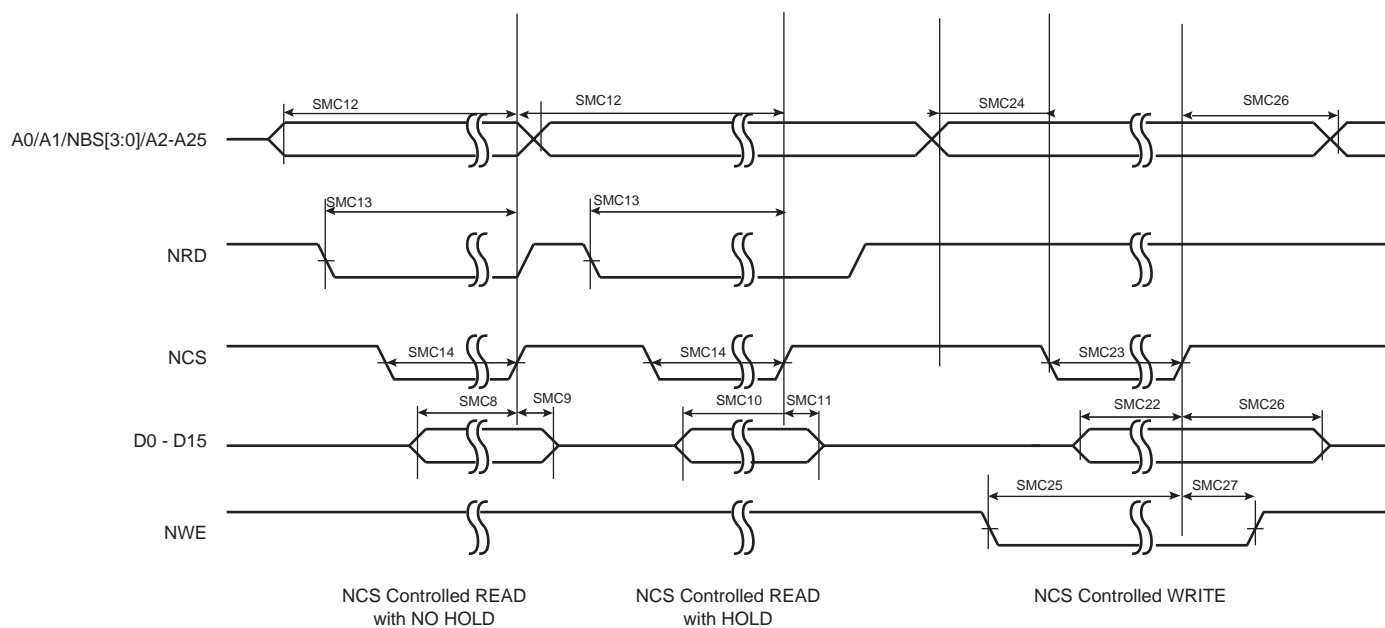 SMC12
SMC12
SMC24
SMC26
A0/A1/NBS[3:0]/A2-A25
SMC13
SMC13
NRD
NCS
SMC14
SMC14
SMC23
SMC8
SMC9
SMC10
SMC11
SMC22
SMC26
D0 - D15
SMC25
SMC27
NWE
NCS Controlled READ
with NO HOLD
NCS Controlled READ
with HOLD
NCS Controlled WRITE